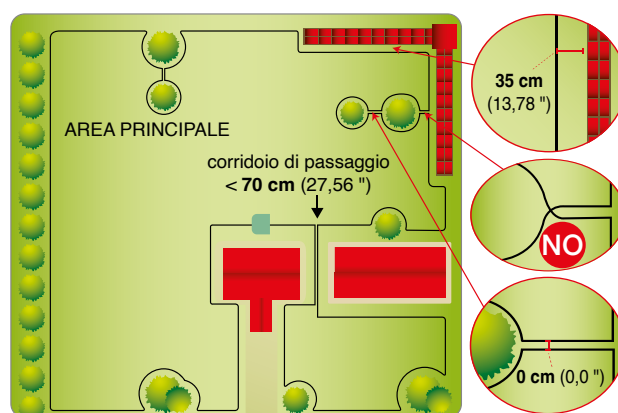 AREA PRINCIPALE
corridoio di passaggio
< 70 cm (27,56 ")
35 cm
(13,78 ")
NO
0 cm (0,0 ")